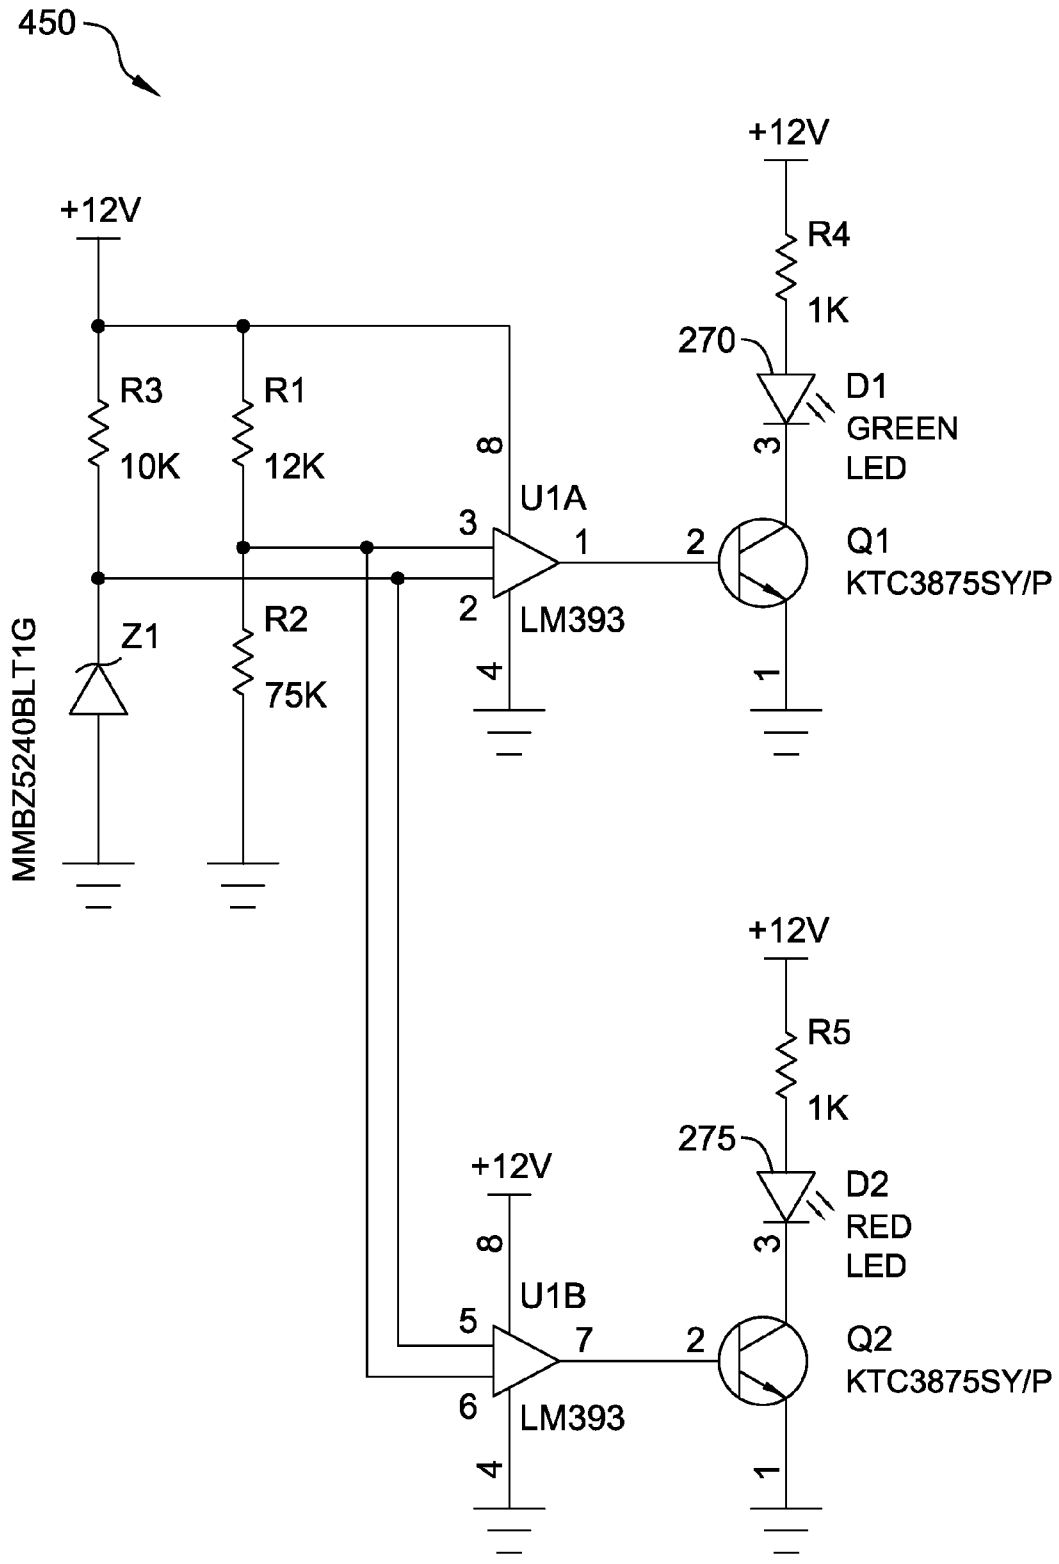 450
+12V
R4
1K
270
D1
GREEN
LED
3
+12V
R3
10K
R1
12K
8
U1A
3
2
1
LM393
4
2
Q1
KTC3875SY/P
1
MMBZ5240BLT1G
Z1
R2
75K
+12V
R5
1K
275
D2
RED
LED
3
+12V
8
U1B
5
6
7
LM393
4
2
Q2
KTC3875SY/P
1